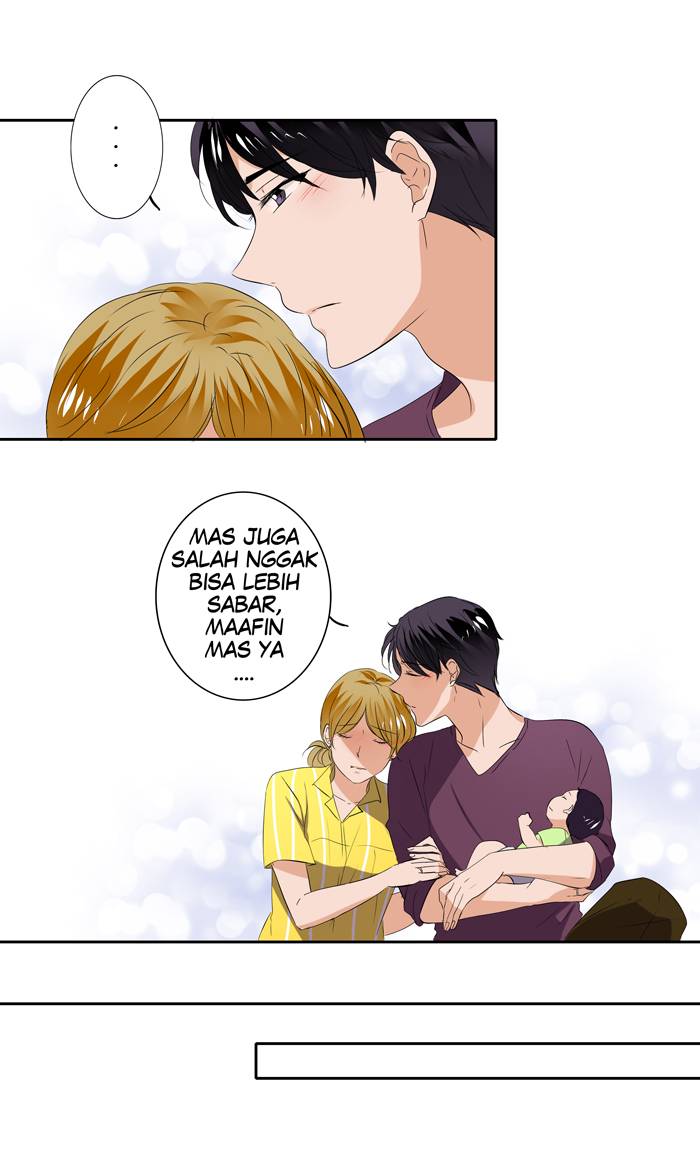 ...
MAS JUGA
SALAH NGGAK
BISA LEBIH
SABAR,
MAAFIN
MAS YA
....